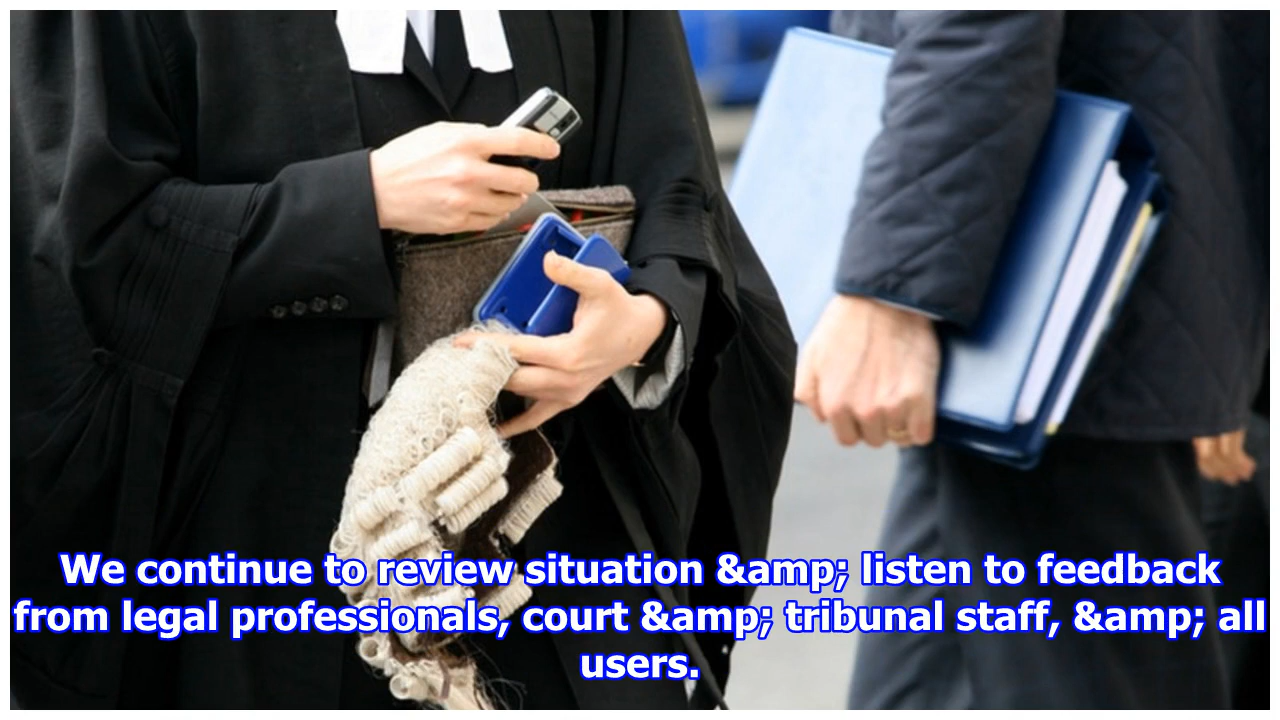 We continue to review situation &amp; listen to feedback
from legal professionals, court &amp; tribunal staff, &amp; all
users.